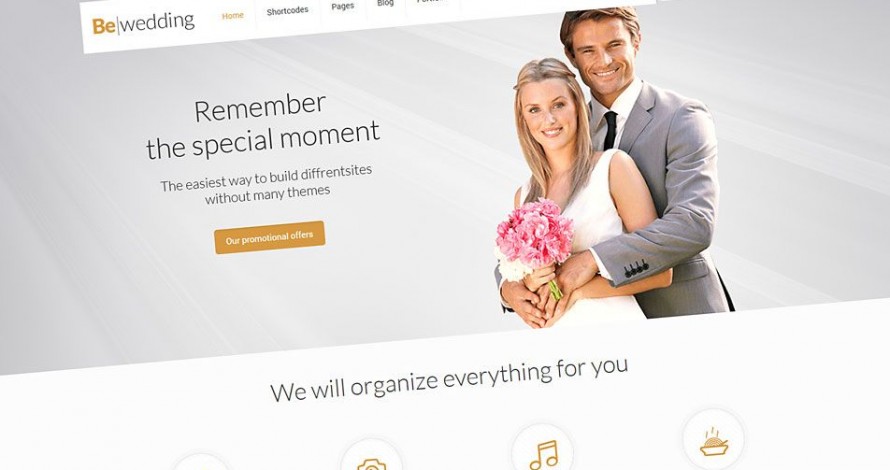 Be|wedding
Home Shortcodes Pages Blog
Remember
the special moment
The easiest way to build diffrentsites
without many themes
Our promotional offers
We will organize everything for you